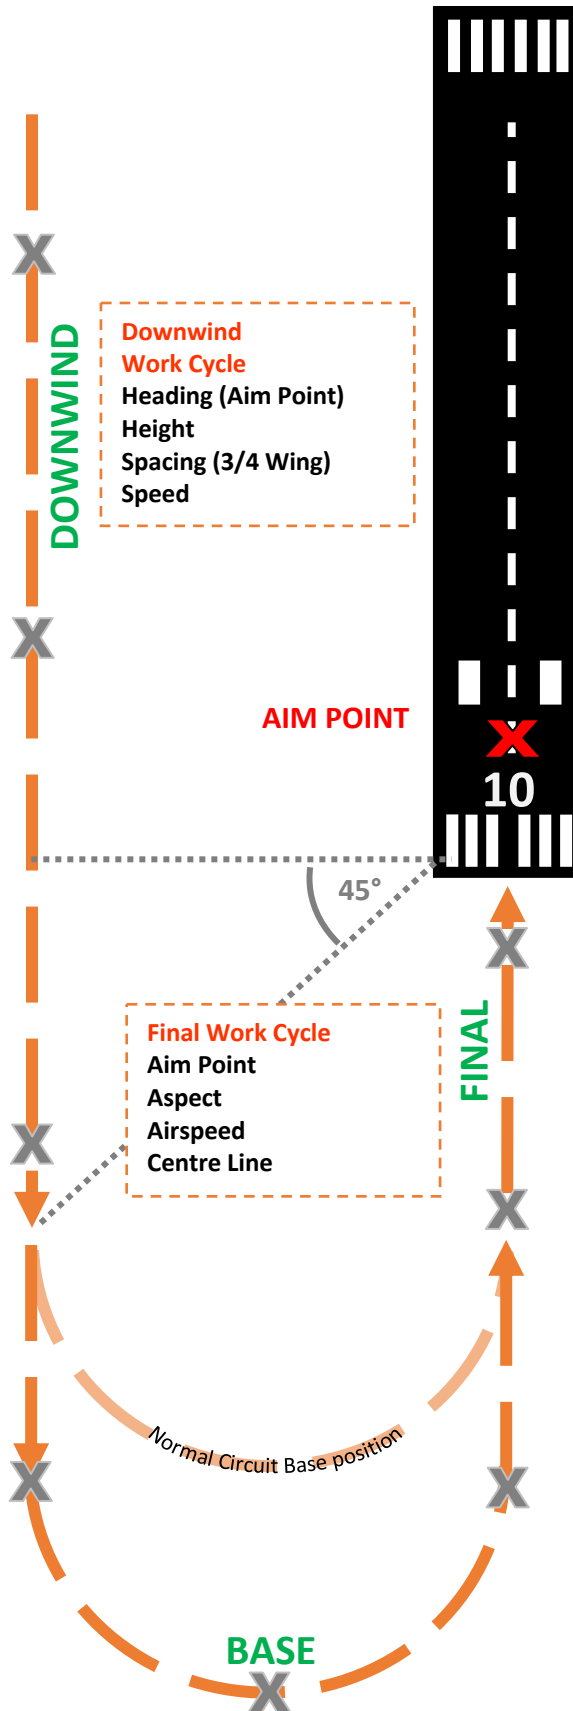 DOWNWIND
Downwind
Work Cycle
Heading (Aim Point)
Height
Spacing (3/4 Wing)
Speed
AIM POINT
X
10
45°
Final Work Cycle
Aim Point
Aspect
Airspeed
Centre Line
FINAL
Normal Circuit Base position
BASE